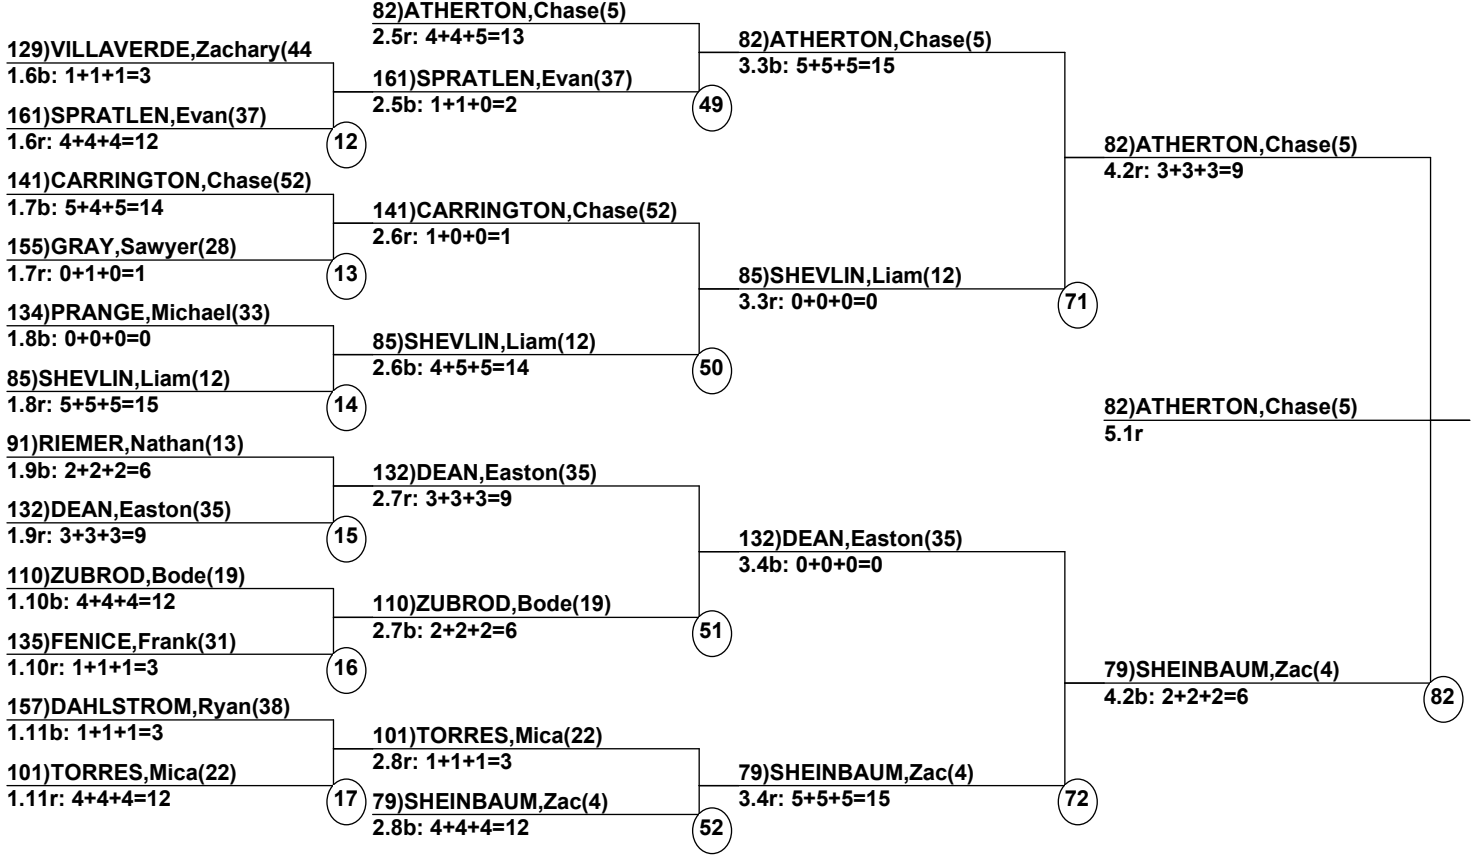 129)VILLAVERDE,Zachary(44
1.6b: 1+1+1=3
161)SPRATLEN,Evan(37)
1.6r: 4+4+4=12
12
141)CARRINGTON,Chase(52)
1.7b: 5+4+5=14
155)GRAY,Sawyer(28)
1.7r: 0+1+0=1
13
134)PRANGE,Michael(33)
1.8b: 0+0+0=0
85)SHEVLIN,Liam(12)
1.8r: 5+5+5=15
14
91)RIEMER,Nathan(13)
1.9b: 2+2+2=6
132)DEAN,Easton(35)
1.9r: 3+3+3=9
15
110)ZUBROD,Bode(19)
1.10b: 4+4+4=12
135)FENICE,Frank(31)
1.10r: 1+1+1=3
16
157)DAHLSTROM,Ryan(38)
1.11b: 1+1+1=3
101)TORRES,Mica(22)
1.11r: 4+4+4=12
17
82)ATHERTON,Chase(5)
2.5r: 4+4+5=13
161)SPRATLEN,Evan(37)
2.5b: 1+1+0=2
49
141)CARRINGTON,Chase(52)
2.6r: 1+0+0=1
85)SHEVLIN,Liam(12)
2.6b: 4+5+5=14
50
132)DEAN,Easton(35)
2.7r: 3+3+3=9
110)ZUBROD,Bode(19)
2.7b: 2+2+2=6
51
101)TORRES,Mica(22)
2.8r: 1+1+1=3
79)SHEINBAUM,Zac(4)
2.8b: 4+4+4=12
52
82)ATHERTON,Chase(5)
3.3b: 5+5+5=15
85)SHEVLIN,Liam(12)
3.3r: 0+0+0=0
71
132)DEAN,Easton(35)
3.4b: 0+0+0=0
79)SHEINBAUM,Zac(4)
3.4r: 5+5+5=15
72
82)ATHERTON,Chase(5)
4.2r: 3+3+3=9
82)ATHERTON,Chase(5)
5.1r
79)SHEINBAUM,Zac(4)
4.2b: 2+2+2=6
82